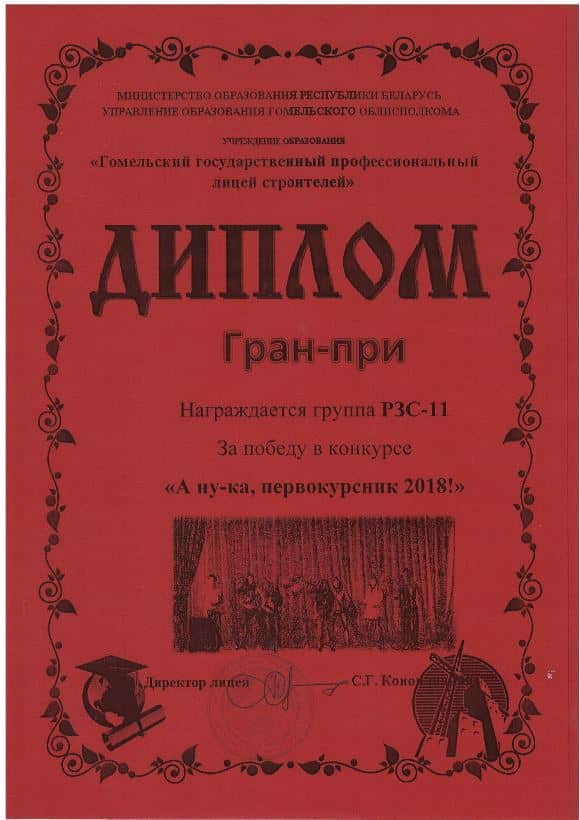 МИНИСТЕРСТВО ОБРАЗОВАНИЯ РЕСПУБЛИКИ БЕЛАРУСЬ
УПРАВЛЕНИЕ ОБРАЗОВАНИЯ ГОМЕЛЬСКОГО ОБЛИСПОЛКОМА
УЧРЕЖДЕНИЕ ОБРАЗОВАНИЯ
«Гомельский государственный профессиональный
лицей строителей»
ДИПЛОМ
Гран-при
Награждается группа РЗС-11
За победу в конкурсе
«А ну-ка, первокурсник 2018!»
Директор лицея С.Г.